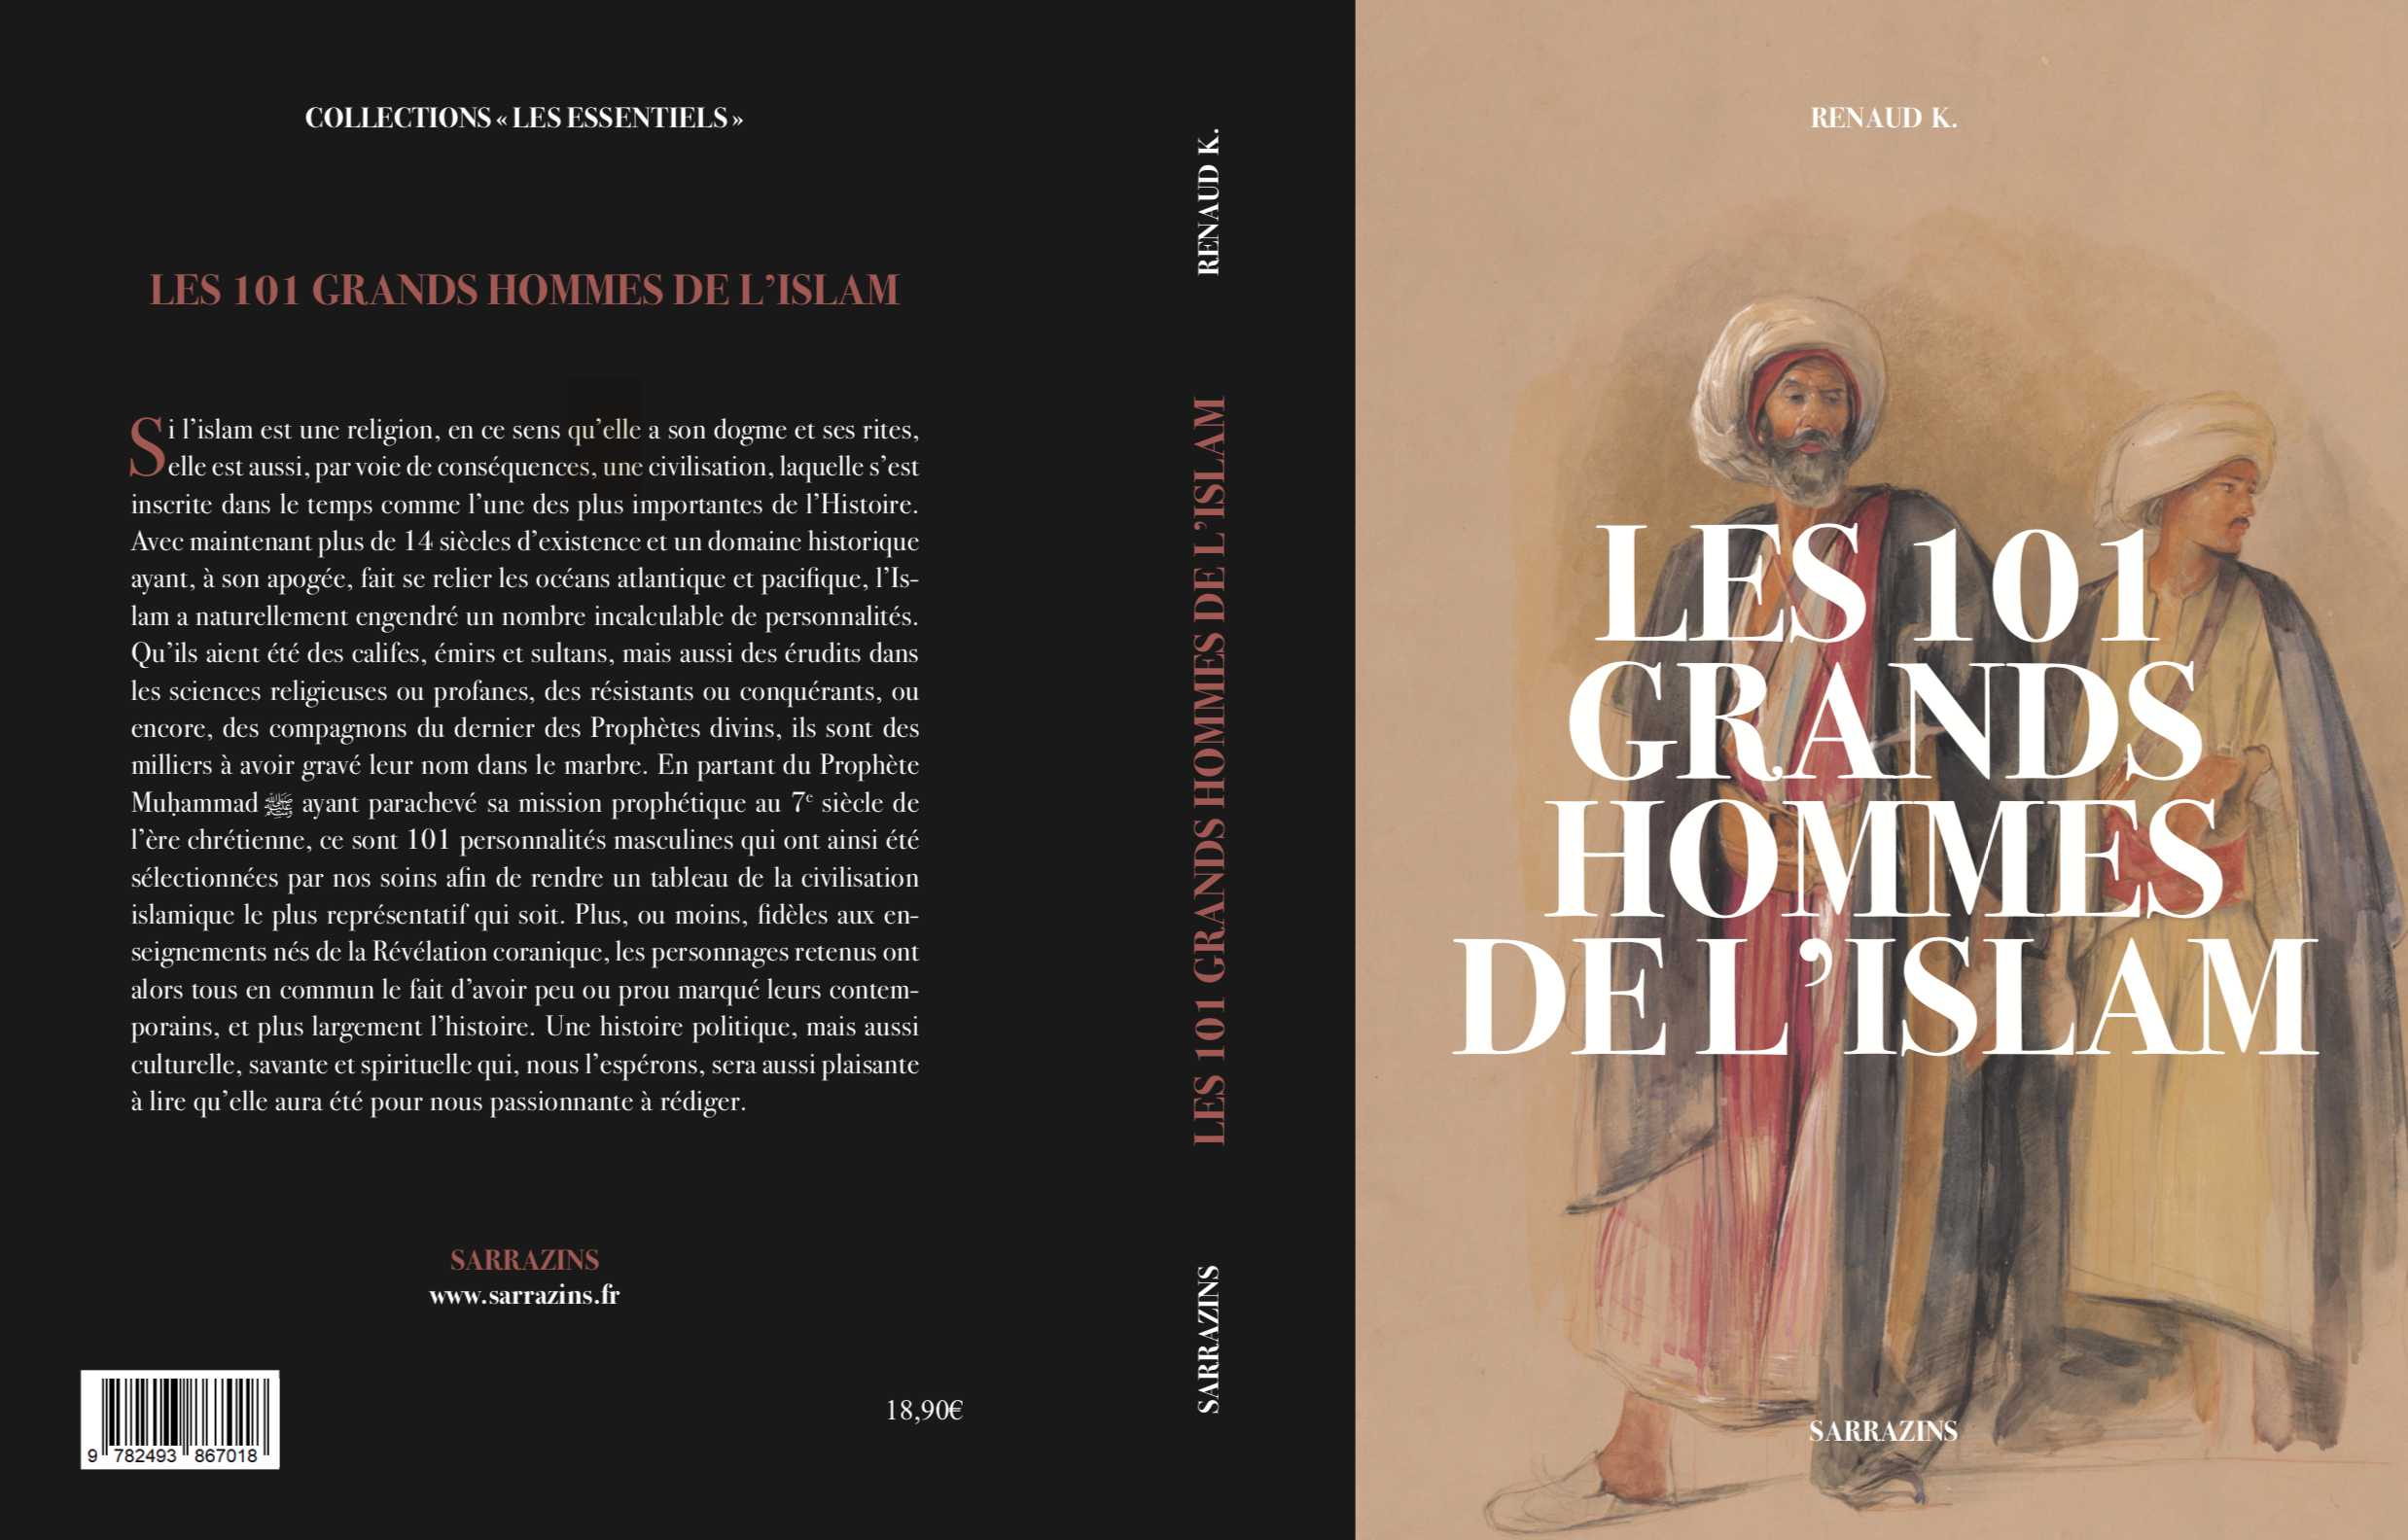 COLLECTIONS « LES ESSENTIELS »
LES 101 GRANDS HOMMES DE L’ISLAM
Si l’islam est une religion, en ce sens qu’elle a son dogme et ses rites,
elle est aussi, par voie de conséquences, une civilisation, laquelle s’est
inscrite dans le temps comme l’une des plus importantes de l’Histoire.
Avec maintenant plus de 14 siècles d’existence et un domaine historique
ayant, à son apogée, fait se relier les océans atlantique et pacifique, l’Is-
lam a naturellement engendré un nombre incalculable de personnalités.
Qu’ils aient été des califes, émirs et sultans, mais aussi des érudits dans
les sciences religieuses ou profanes, des résistants ou conquérants, ou
encore, des compagnons du dernier des Prophètes divins, ils sont des
milliers à avoir gravé leur nom dans le marbre. En partant du Prophète
Muḥammad ﷺ ayant parachevé sa mission prophétique au 7e siècle de
l’ère chrétienne, ce sont 101 personnalités masculines qui ont ainsi été
sélectionnées par nos soins afin de rendre un tableau de la civilisation
islamique le plus représentatif qui soit. Plus, ou moins, fidèles aux en-
seignements nés de la Révélation coranique, les personnages retenus ont
alors tous en commun le fait d’avoir peu ou prou marqué leurs contem-
porains, et plus largement l’histoire. Une histoire politique, mais aussi
culturelle, savante et spirituelle qui, nous l’espérons, sera aussi plaisante
à lire qu’elle aura été pour nous passionnante à rédiger.
SARRAZINS
www.sarrazins.fr
9 782493 867018
18,90€
RENAUD K.
LES 101 GRANDS HOMMES DE L’ISLAM
SARRAZINS
RENAUD K.
LES 101
GRANDS
HOMMES
DE L’ISLAM
SARRAZINS